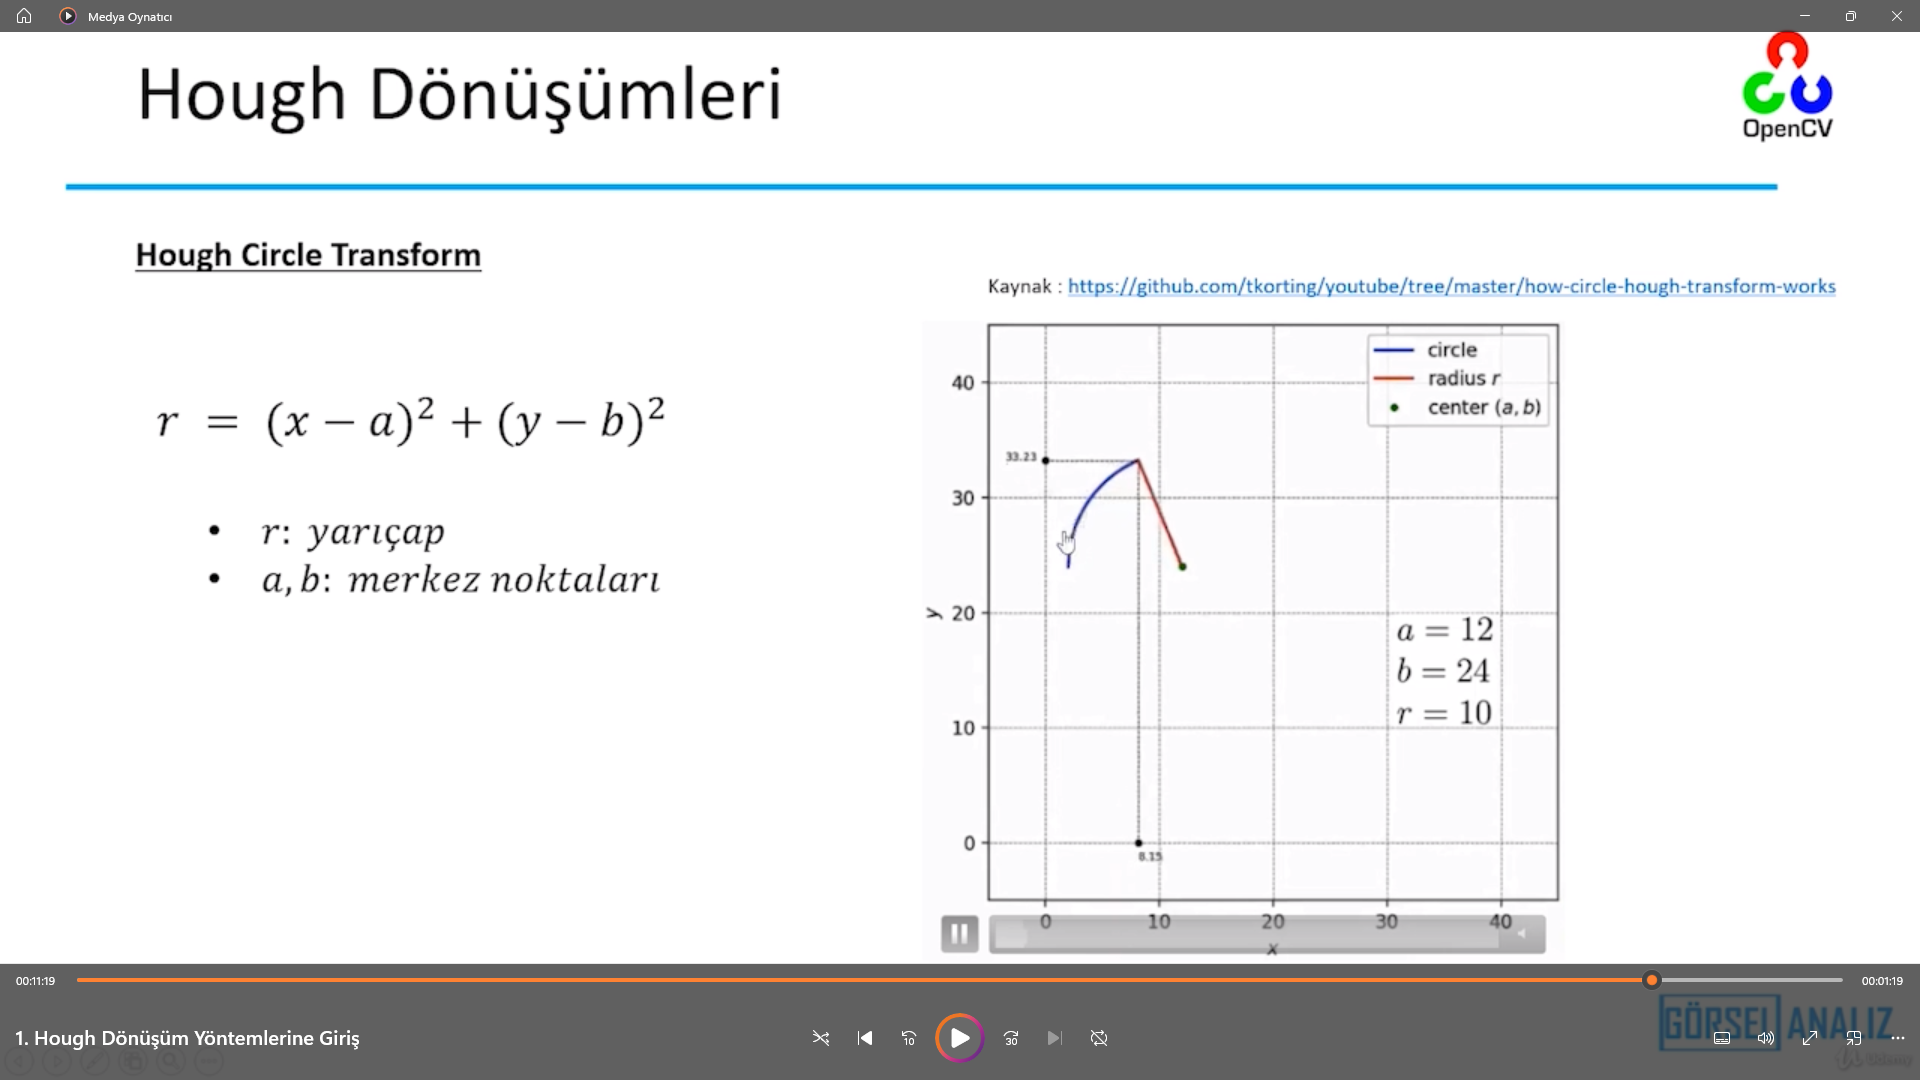 Medya Oynatıcı
Hough Dönüşümleri
OpenCV
Hough Circle Transform
Kaynak : https://github.com/tkorting/youtube/tree/master/how-circle-hough-transform-works
r = (x − a)² + (y − b)²
• r: yarıçap
• a, b: merkez noktaları
circle
radius r
center (a, b)
40
33.23
30
y
20
a = 12
b = 24
r = 10
10
0
8.15
0 10 20 30 40
x
00:11:19
00:01:19
1. Hough Dönüşüm Yöntemlerine Giriş
10
30
GÖRSEL ANALIZ
Udemy